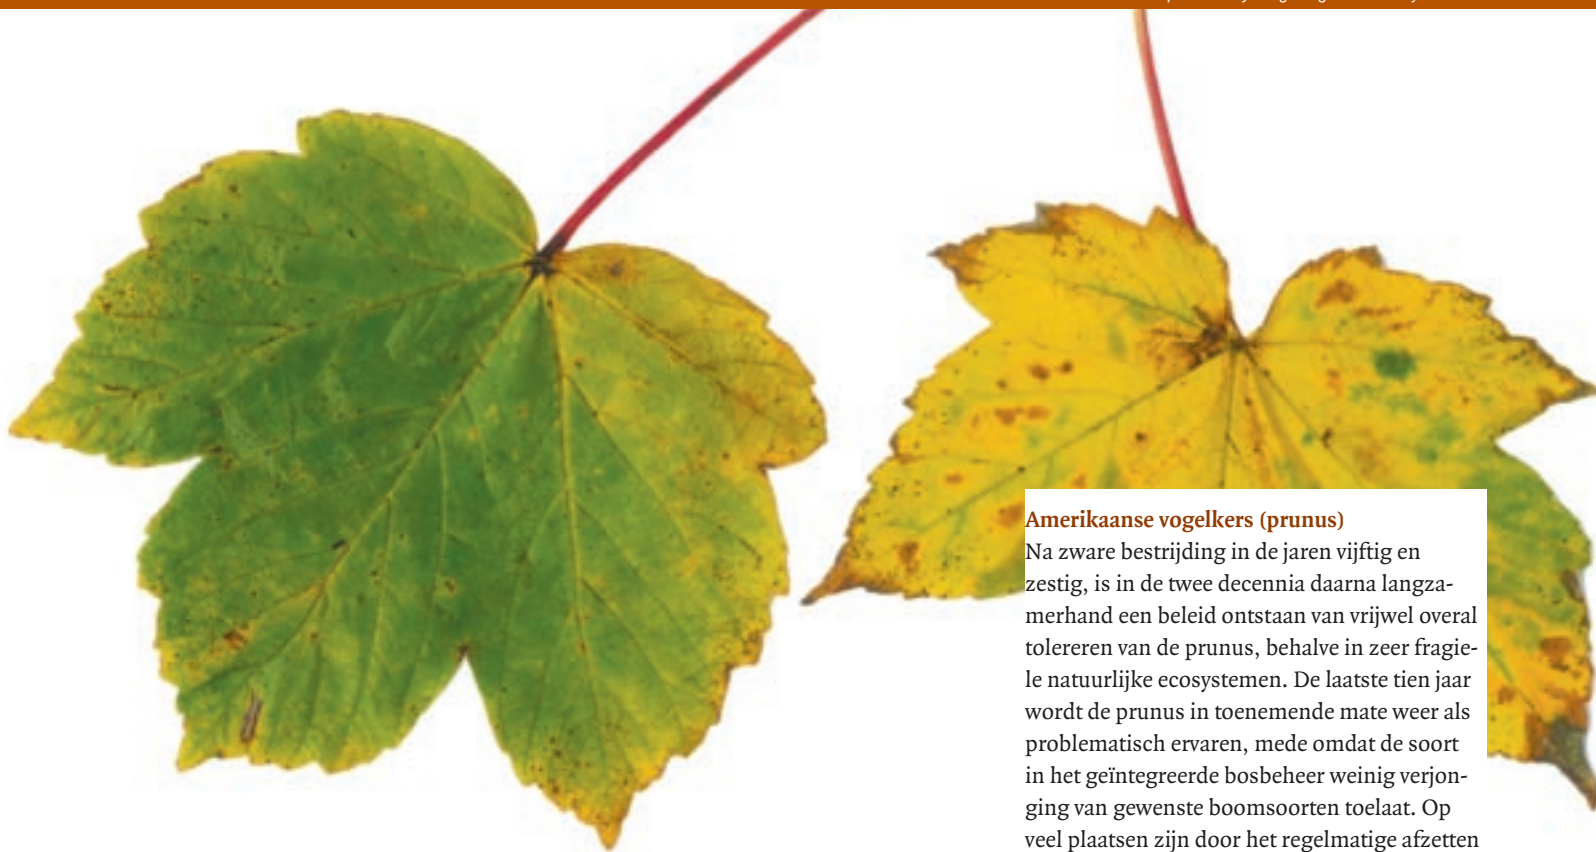 Amerikaanse vogelkers (prunus)
Na zware bestrijding in de jaren vijftig en
zestig, is in de twee decennia daarna langza-
merhand een beleid ontstaan van vrijwel overal
tolereren van de prunus, behalve in zeer fragie-
le natuurlijke ecosystemen. De laatste tien jaar
wordt de prunus in toenemende mate weer als
problematisch ervaren, mede omdat de soort
in het geïntegreerde bosbeheer weinig verjon-
ging van gewenste boomsoorten toelaat. Op
veel plaatsen zijn door het regelmatige afzetten